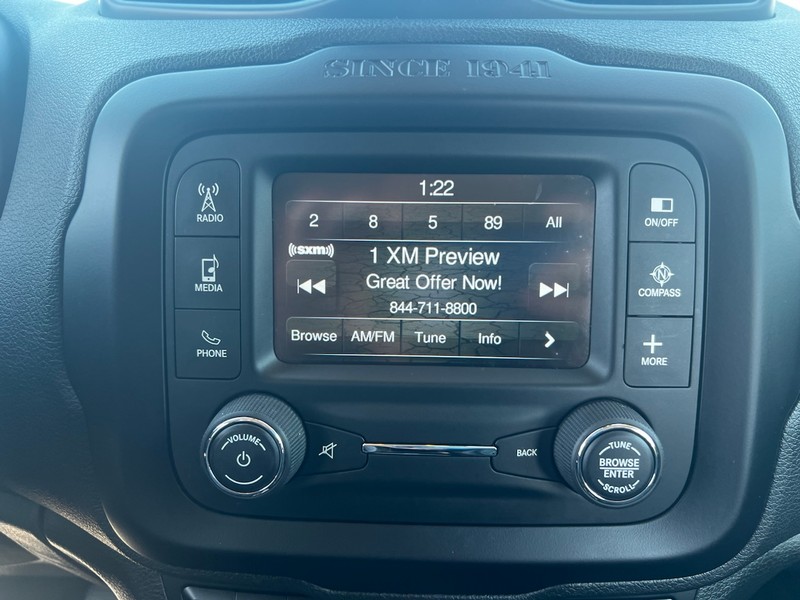 SINCE 1941
1:22
2 8 5 89 All
((sxm))
1 XM Preview
Great Offer Now!
844-711-8800
Browse AM/FM Tune Info >
RADIO
MEDIA
PHONE
ON/OFF
N
COMPASS
MORE
VOLUME
BACK
TUNE
BROWSE
ENTER
SCROLL